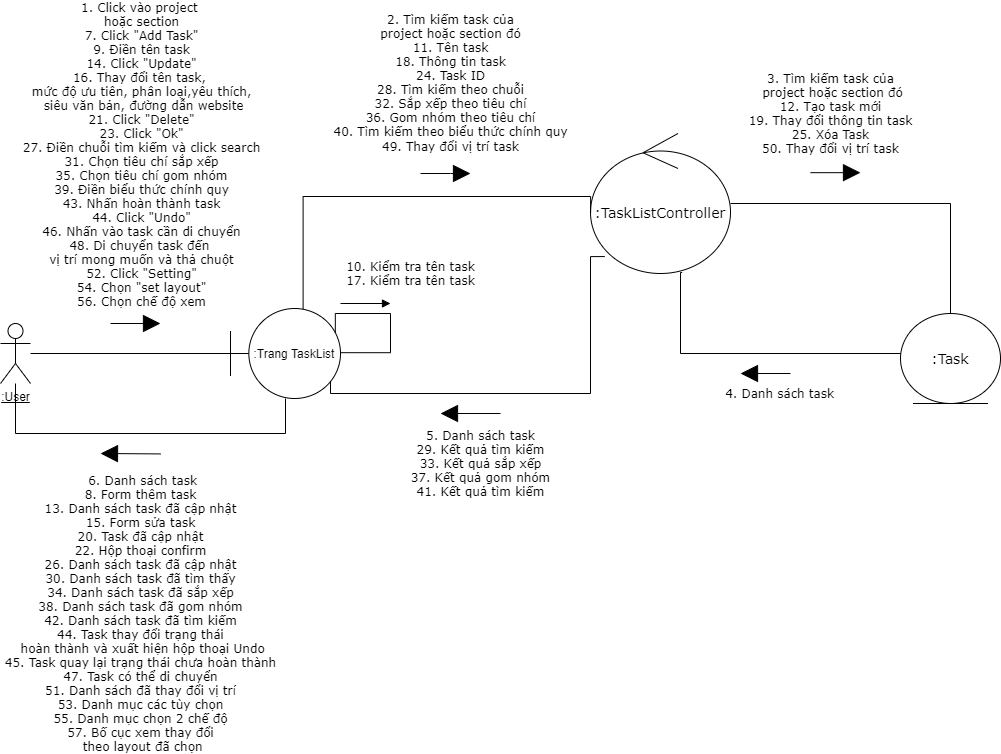 1. Click vào project
hoặc section
7. Click "Add Task"
9. Điền tên task
14. Click "Update"
16. Thay đổi tên task,
mức độ ưu tiên, phân loại,yêu thích,
siêu văn bản, đường dẫn website
21. Click "Delete"
23. Click "Ok"
27. Điền chuỗi tìm kiếm và click search
31. Chọn tiêu chí sắp xếp
35. Chọn tiêu chí gom nhóm
39. Điền biểu thức chính quy
43. Nhấn hoàn thành task
44. Click "Undo"
46. Nhấn vào task cần di chuyển
48. Di chuyển task đến
vị trí mong muốn và thả chuột
52. Click "Setting"
54. Chọn "set layout"
56. Chọn chế độ xem
2. Tìm kiếm task của
project hoặc section đó
11. Tên task
18. Thông tin task
24. Task ID
28. Tìm kiếm theo chuỗi
32. Sắp xếp theo tiêu chí
36. Gom nhóm theo tiêu chí
40. Tìm kiếm theo biểu thức chính quy
49. Thay đổi vị trí task
3. Tìm kiếm task của
project hoặc section đó
12. Tạo task mới
19. Thay đổi thông tin task
25. Xóa Task
50. Thay đổi vị trí task
:TaskListController
10. Kiểm tra tên task
17. Kiểm tra tên task
:Trang TaskList
:Task
:User
4. Danh sách task
5. Danh sách task
29. Kết quả tìm kiếm
33. Kết quả sắp xếp
37. Kết quả gom nhóm
41. Kết quả tìm kiếm
6. Danh sách task
8. Form thêm task
13. Danh sách task đã cập nhật
15. Form sửa task
20. Task đã cập nhật
22. Hộp thoại confirm
26. Danh sách task đã cập nhật
30. Danh sách task đã tìm thấy
34. Danh sách task đã sắp xếp
38. Danh sách task đã gom nhóm
42. Danh sách task đã tìm kiếm
44. Task thay đổi trạng thái
hoàn thành và xuất hiện hộp thoại Undo
45. Task quay lại trạng thái chưa hoàn thành
47. Task có thể di chuyển
51. Danh sách đã thay đổi vị trí
53. Danh mục các tùy chọn
55. Danh mục chọn 2 chế độ
57. Bố cục xem thay đổi
theo layout đã chọn